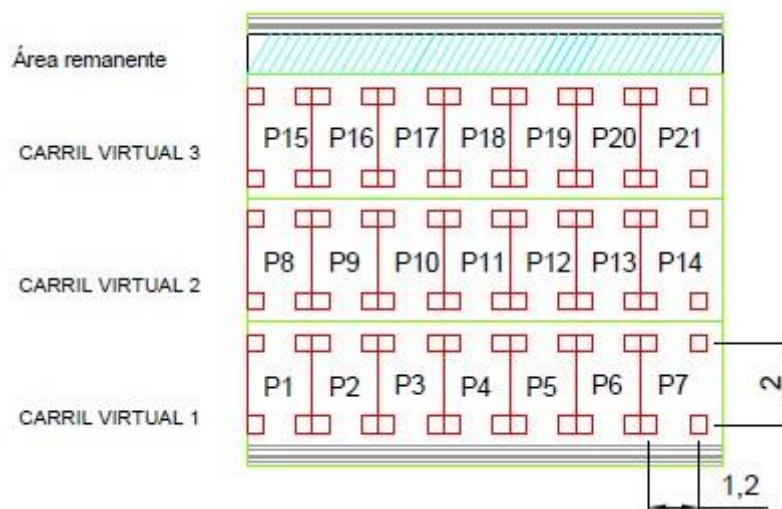 Área remanente
CARRIL VIRTUAL 3
P15 P16 P17 P18 P19 P20 P21
CARRIL VIRTUAL 2
P8 P9 P10 P11 P12 P13 P14
CARRIL VIRTUAL 1
P1 P2 P3 P4 P5 P6 P7
2
1,2